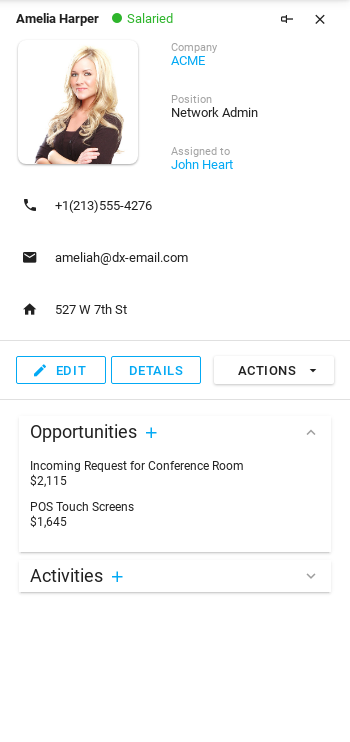 Amelia Harper Salaried
Company
ACME
Position
Network Admin
Assigned to
John Heart
+1(213)555-4276
ameliah@dx-email.com
527 W 7th St
EDIT DETAILS ACTIONS
Opportunities +
Incoming Request for Conference Room
$2,115
POS Touch Screens
$1,645
Activities +